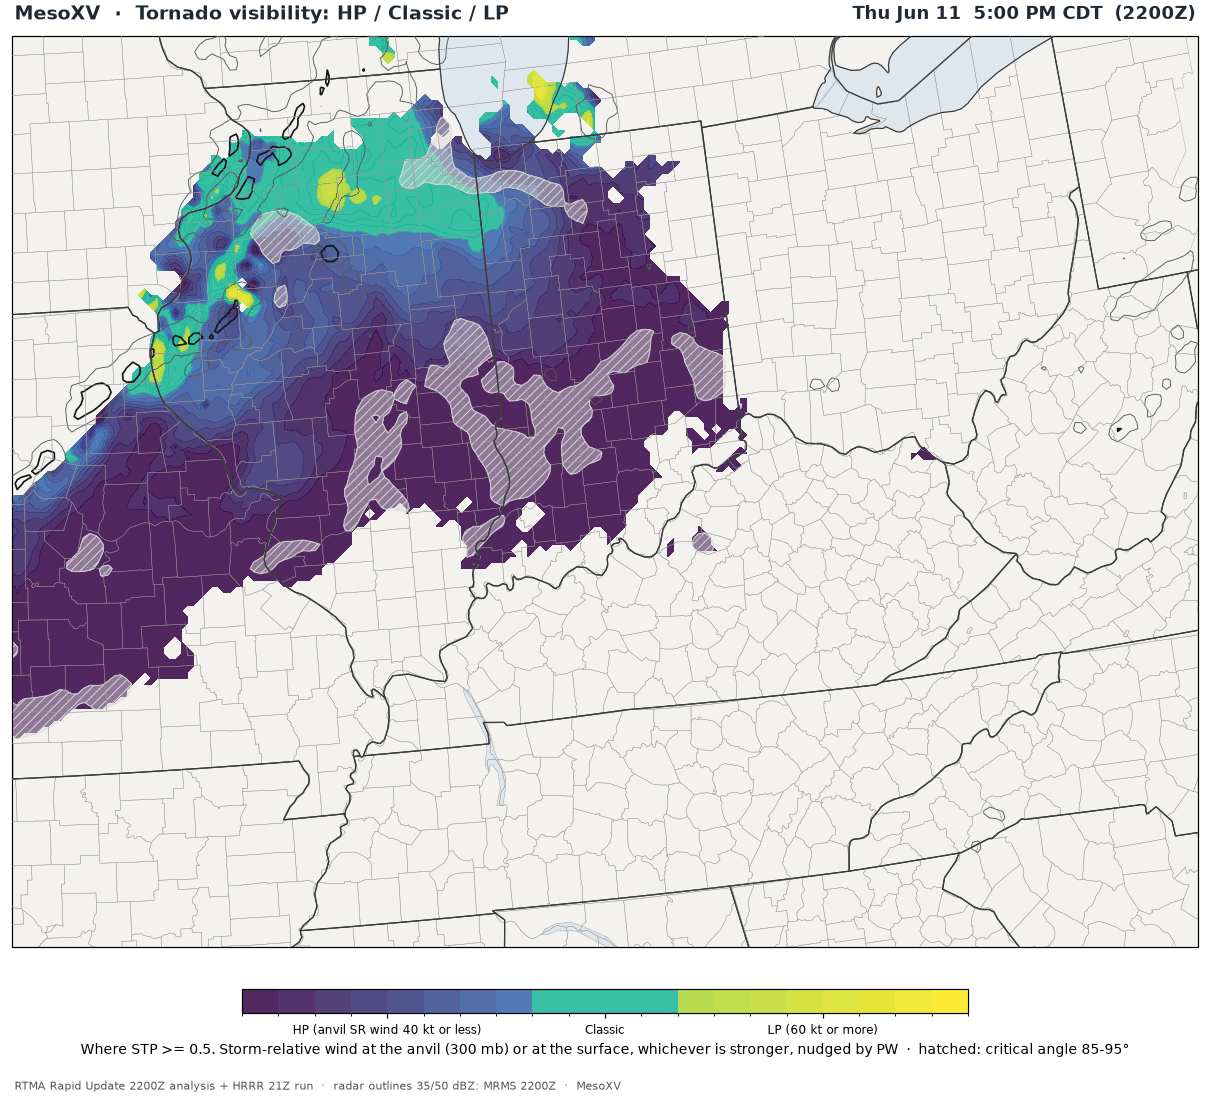 MesoXV · Tornado visibility: HP / Classic / LP
Thu Jun 11 5:00 PM CDT (2200Z)
HP (anvil SR wind 40 kt or less)
Classic
LP (60 kt or more)
Where STP >= 0.5. Storm-relative wind at the anvil (300 mb) or at the surface, whichever is stronger, nudged by PW · hatched: critical angle 85-95°
RTMA Rapid Update 2200Z analysis + HRRR 21Z run · radar outlines 35/50 dBZ: MRMS 2200Z · MesoXV